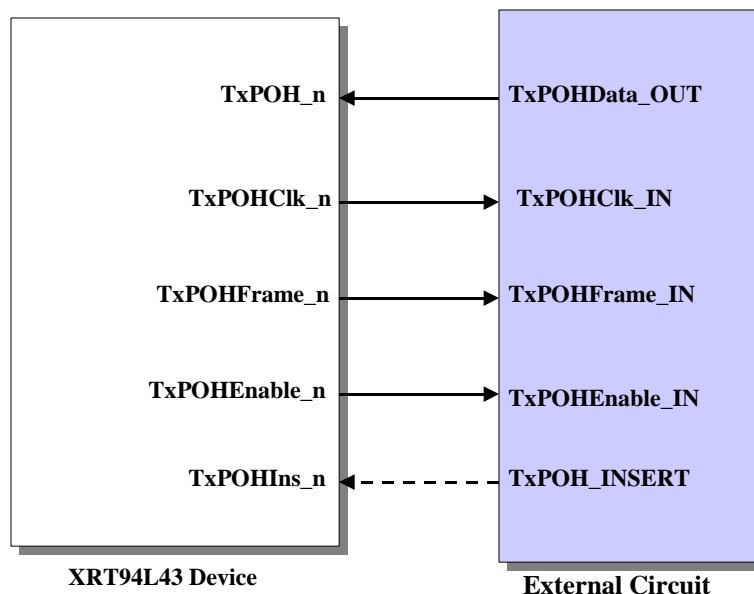 TxPOH_n TxPOHData_OUT
TxPOHClk_n TxPOHClk_IN
TxPOHFrame_n TxPOHFrame_IN
TxPOHEnable_n TxPOHEnable_IN
TxPOHIns_n TxPOH_INSERT
XRT94L43 Device
External Circuit